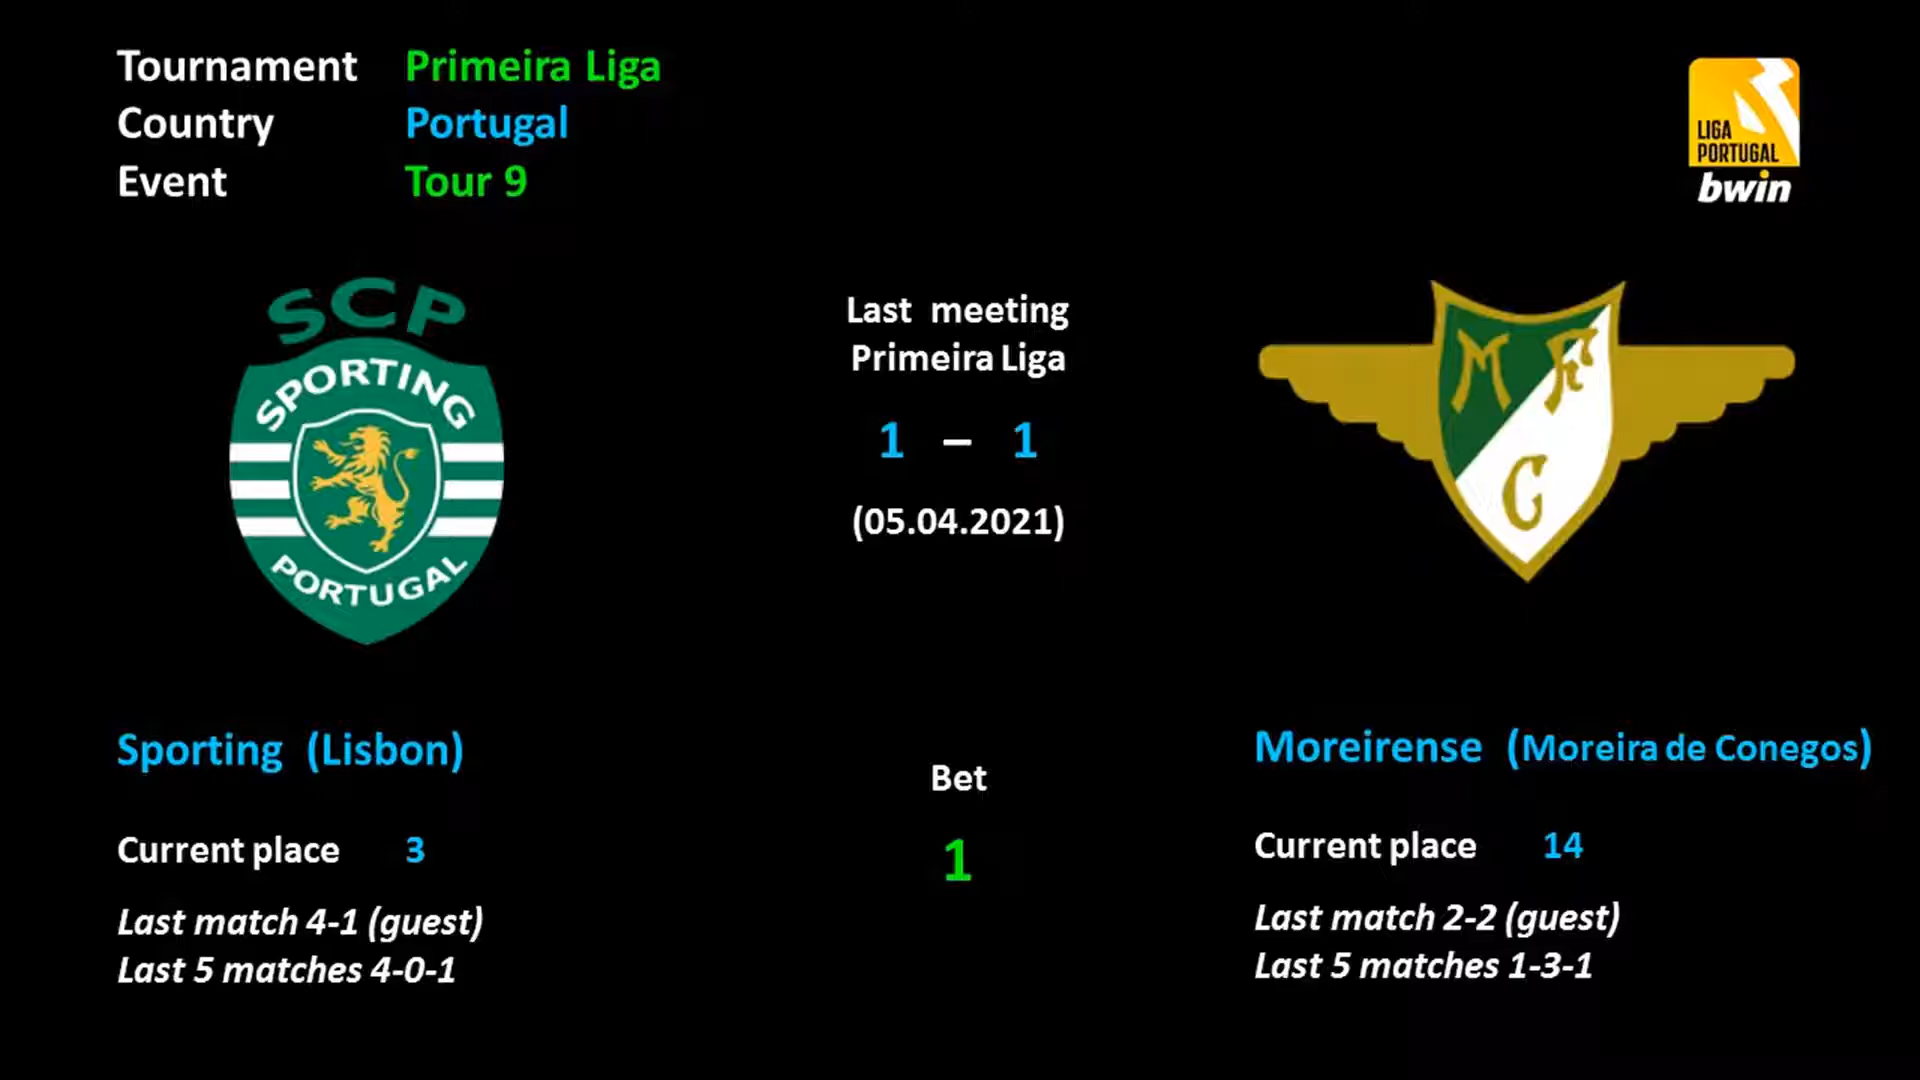 Tournament Primeira Liga
Country Portugal
Event Tour 9
LIGA
PORTUGAL
bwin
SCP
SPORTING
PORTUGAL
Last meeting
Primeira Liga
1 – 1
(05.04.2021)
M F
C
Sporting (Lisbon)
Current place 3
Last match 4-1 (guest)
Last 5 matches 4-0-1
Bet
1
Moreirense (Moreira de Conegos)
Current place 14
Last match 2-2 (guest)
Last 5 matches 1-3-1